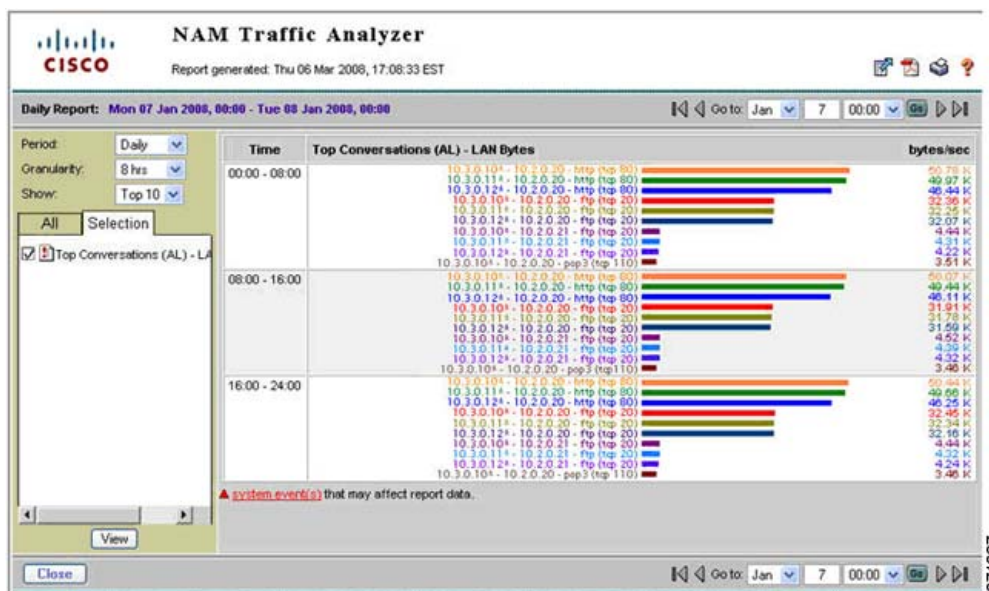 CISCO
NAM Traffic Analyzer
Report generated: Thu 06 Mar 2008, 17:08:33 EST
Daily Report: Mon 07 Jan 2008, 00:00 - Tue 08 Jan 2008, 00:00
Go to: Jan 7 00:00 Go
Period: Daily
Granularity: 8 hrs
Show: Top 10
All Selection
Top Conversations (AL) - LA
View
Time Top Conversations (AL) - LAN Bytes bytes/sec
00:00 - 08:00
10.3.0.10* - 10.2.0.20 - http (tcp 80) 50.78 K
10.3.0.11* - 10.2.0.20 - http (tcp 80) 49.97 K
10.3.0.12* - 10.2.0.20 - http (tcp 80) 46.44 K
10.3.0.10* - 10.2.0.20 - ftp (tcp 20) 32.36 K
10.3.0.11* - 10.2.0.20 - ftp (tcp 20) 32.25 K
10.3.0.12* - 10.2.0.20 - ftp (tcp 20) 32.07 K
10.3.0.10* - 10.2.0.21 - ftp (tcp 20) 4.44 K
10.3.0.11* - 10.2.0.21 - ftp (tcp 20) 4.31 K
10.3.0.12* - 10.2.0.21 - ftp (tcp 20) 4.22 K
10.3.0.10* - 10.2.0.20 - pop3 (tcp 110) 3.51 K
08:00 - 16:00
10.3.0.10* - 10.2.0.20 - http (tcp 80) 50.07 K
10.3.0.11* - 10.2.0.20 - http (tcp 80) 49.44 K
10.3.0.12* - 10.2.0.20 - http (tcp 80) 46.11 K
10.3.0.10* - 10.2.0.20 - ftp (tcp 20) 31.91 K
10.3.0.11* - 10.2.0.20 - ftp (tcp 20) 31.78 K
10.3.0.12* - 10.2.0.20 - ftp (tcp 20) 31.59 K
10.3.0.10* - 10.2.0.21 - ftp (tcp 20) 4.52 K
10.3.0.11* - 10.2.0.21 - ftp (tcp 20) 4.39 K
10.3.0.12* - 10.2.0.21 - ftp (tcp 20) 4.32 K
10.3.0.10* - 10.2.0.20 - pop3 (tcp110) 3.46 K
16:00 - 24:00
10.3.0.10* - 10.2.0.20 - http (tcp 80) 50.44 K
10.3.0.11* - 10.2.0.20 - http (tcp 80) 49.66 K
10.3.0.12* - 10.2.0.20 - http (tcp 80) 46.25 K
10.3.0.10* - 10.2.0.20 - ftp (tcp 20) 32.45 K
10.3.0.11* - 10.2.0.20 - ftp (tcp 20) 32.34 K
10.3.0.12* - 10.2.0.20 - ftp (tcp 20) 32.16 K
10.3.0.10* - 10.2.0.21 - ftp (tcp 20) 4.44 K
10.3.0.11* - 10.2.0.21 - ftp (tcp 20) 4.32 K
10.3.0.12* - 10.2.0.21 - ftp (tcp 20) 4.24 K
10.3.0.10* - 10.2.0.20 - pop3 (tcp 110) 3.46 K
system event(s) that may affect report data.
Close
Go to: Jan 7 00:00 Go